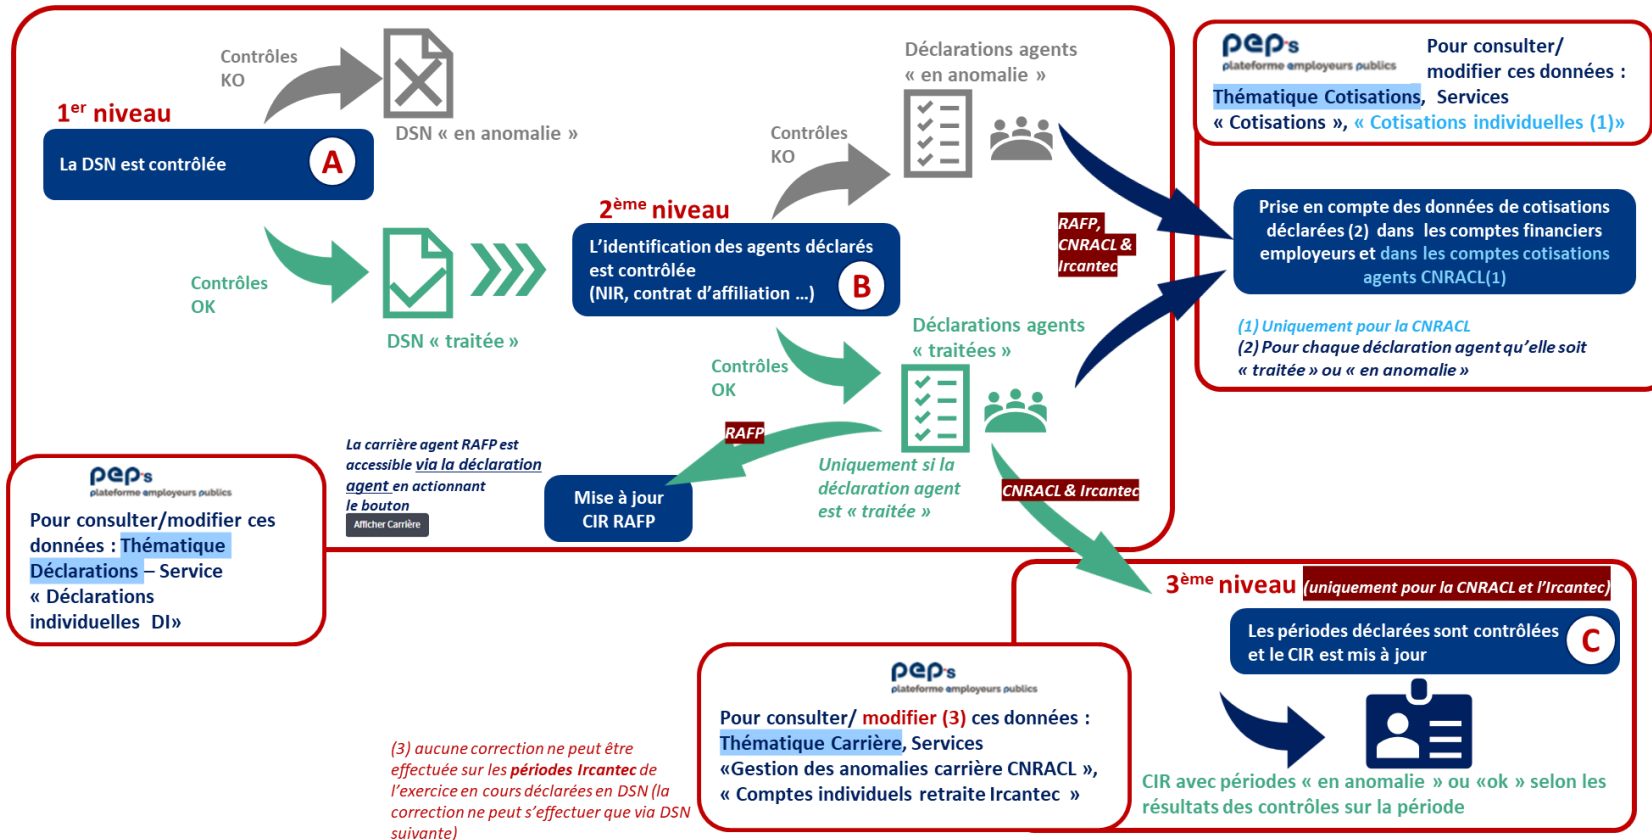 1er niveau
La DSN est contrôlée
A
Contrôles
KO
DSN « en anomalie »
Contrôles
OK
DSN « traitée »
2ème niveau
L’identification des agents déclarés
est contrôlée
(NIR, contrat d’affiliation …)
B
Contrôles
KO
Déclarations agents
« en anomalie »
Contrôles
OK
Déclarations agents
« traitées »
Uniquement si la
déclaration agent
est « traitée »
RAFP,
CNRACL &
Ircantec
RAFP
CNRACL & Ircantec
Mise à jour
CIR RAFP
La carrière agent RAFP est
accessible via la déclaration
agent en actionnant
le bouton
Afficher Carrière
pep's
plateforme employeurs publics
Pour consulter/modifier ces
données : Thématique
Déclarations – Service
« Déclarations
individuelles DI»
pep's
plateforme employeurs publics
Pour consulter/
modifier ces données :
Thématique Cotisations, Services
« Cotisations », « Cotisations individuelles (1)»
Prise en compte des données de cotisations
déclarées (2) dans les comptes financiers
employeurs et dans les comptes cotisations
agents CNRACL(1)
(1) Uniquement pour la CNRACL
(2) Pour chaque déclaration agent qu’elle soit
« traitée » ou « en anomalie »
3ème niveau (uniquement pour la CNRACL et l’Ircantec)
Les périodes déclarées sont contrôlées
et le CIR est mis à jour
C
CIR avec périodes « en anomalie » ou «ok » selon les
résultats des contrôles sur la période
pep's
plateforme employeurs publics
Pour consulter/ modifier (3) ces données :
Thématique Carrière, Services
«Gestion des anomalies carrière CNRACL »,
« Comptes individuels retraite Ircantec »
(3) aucune correction ne peut être
effectuée sur les périodes Ircantec de
l’exercice en cours déclarées en DSN (la
correction ne peut s’effectuer que via DSN
suivante)